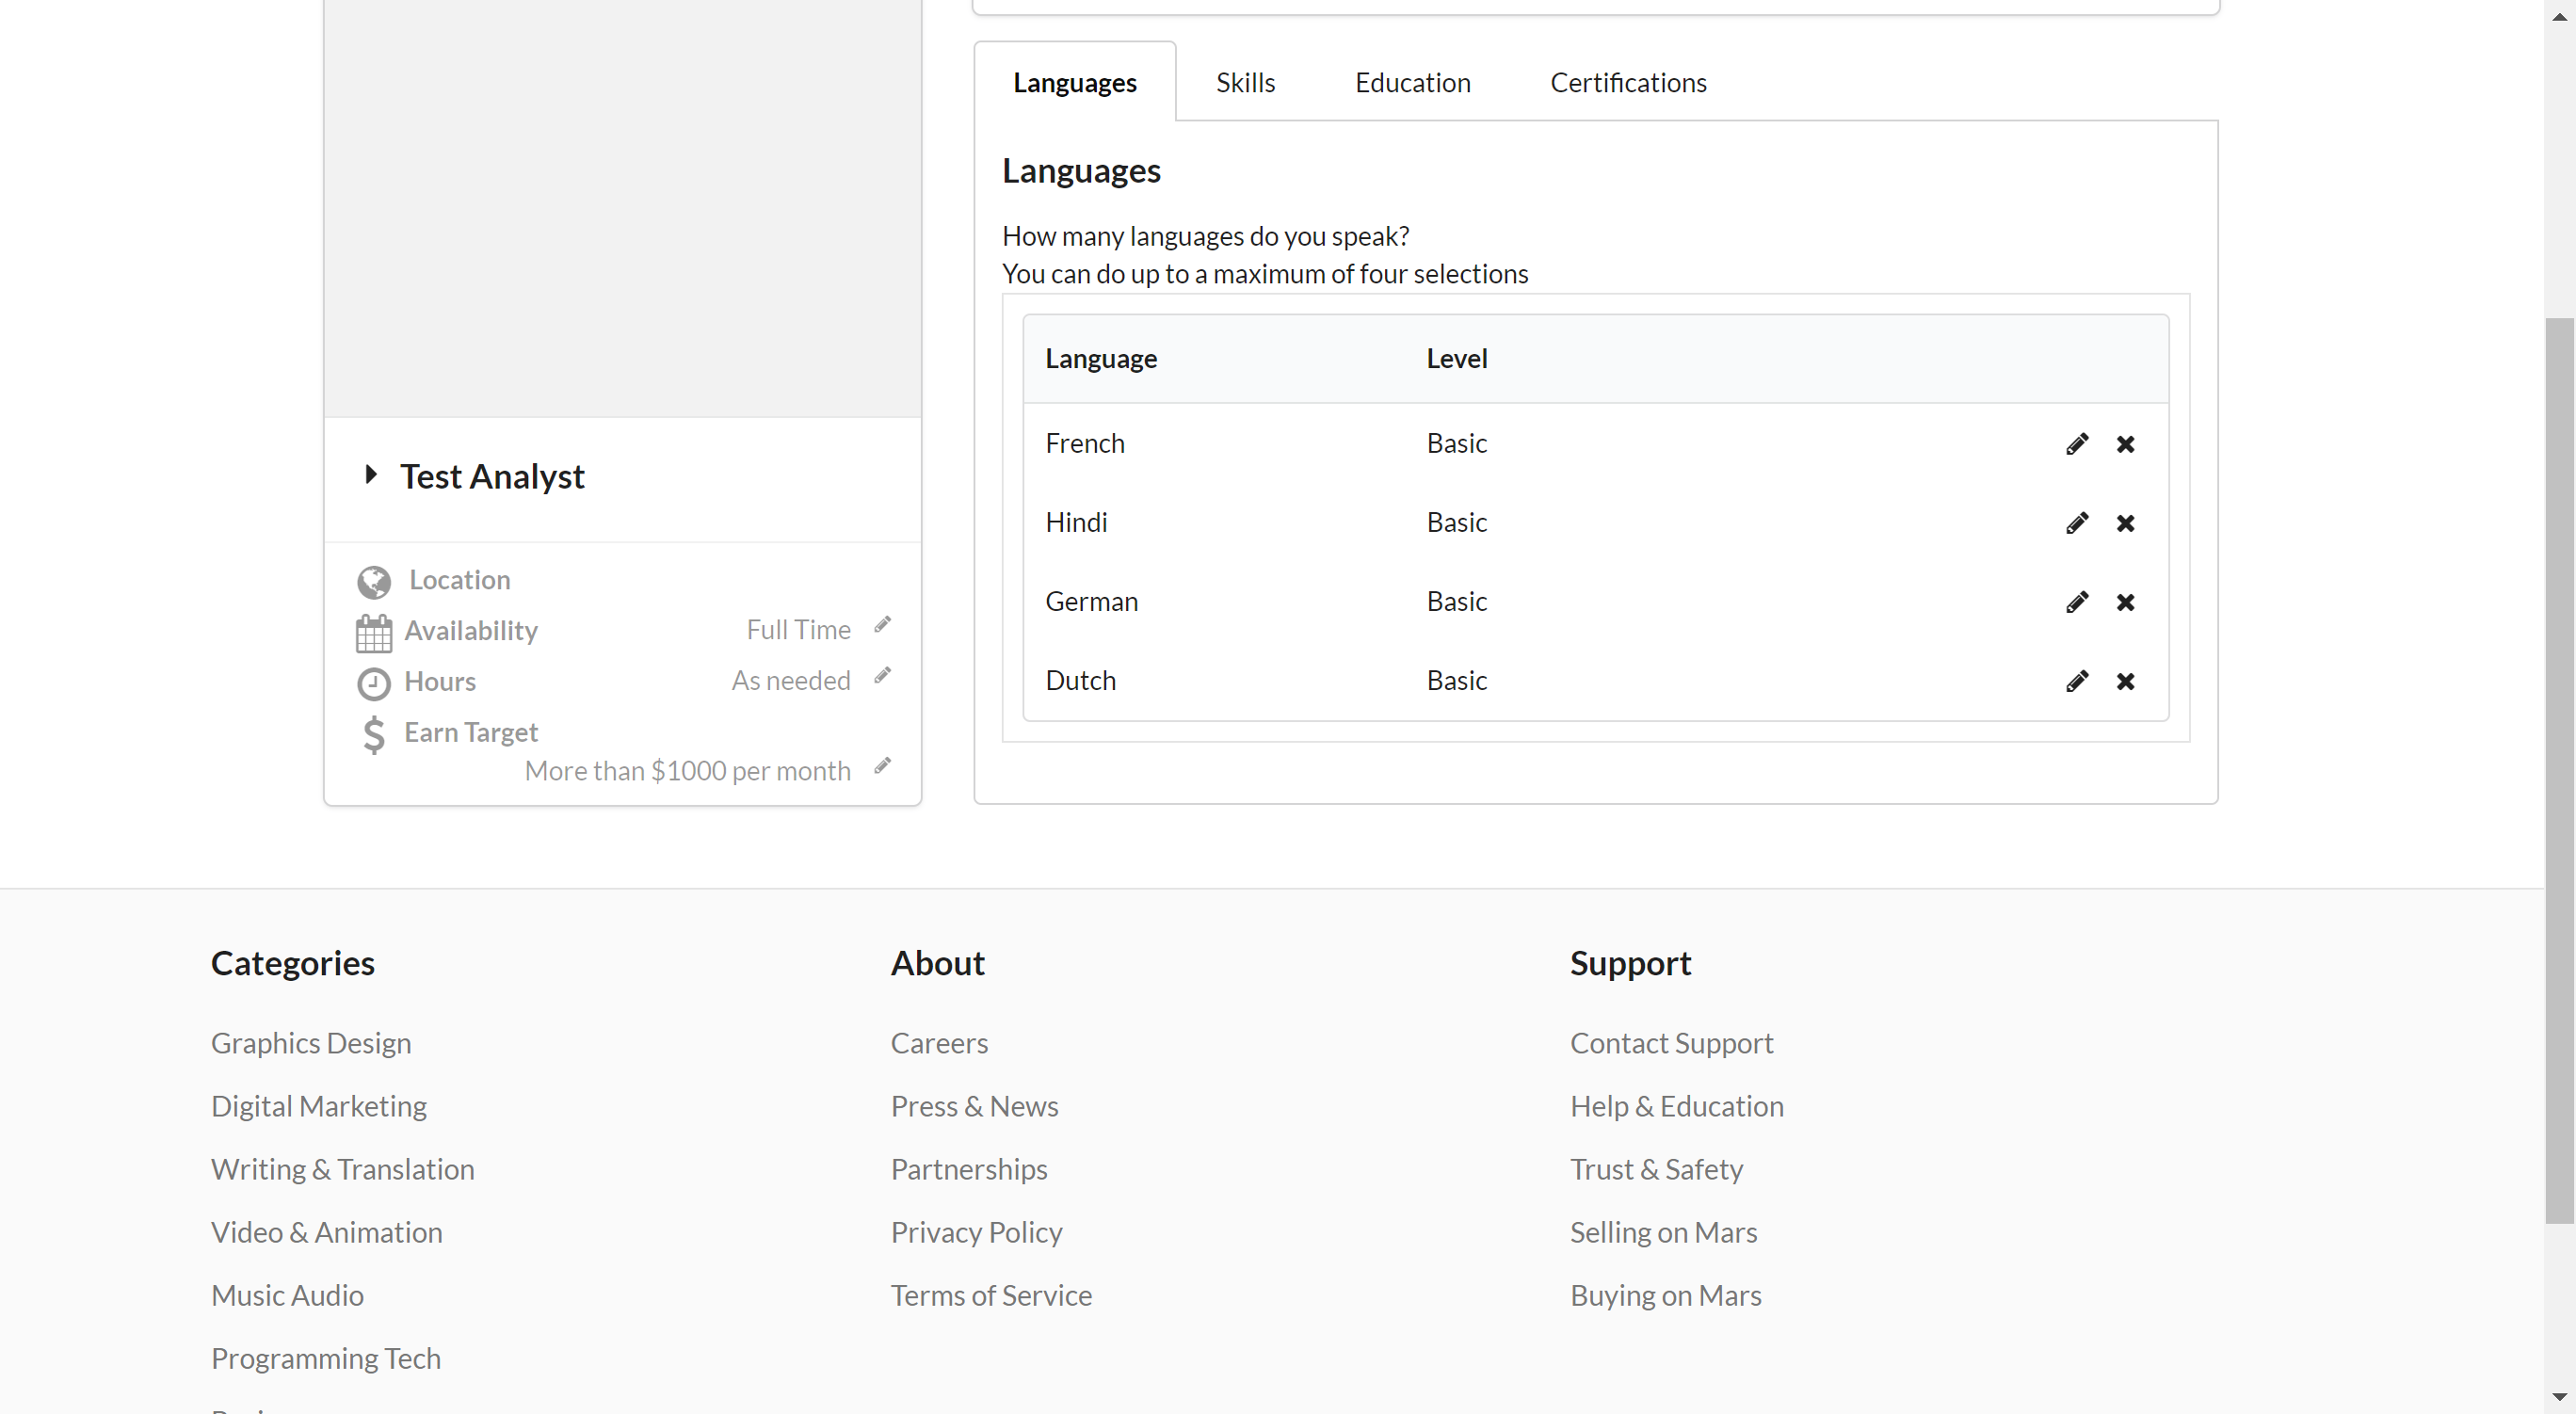 Languages
Skills
Education
Certifications
Languages
How many languages do you speak?
You can do up to a maximum of four selections
Language Level
French Basic
Hindi Basic
German Basic
Dutch Basic
Test Analyst
Location
Availability Full Time
Hours As needed
Earn Target
More than $1000 per month
Categories
Graphics Design
Digital Marketing
Writing & Translation
Video & Animation
Music Audio
Programming Tech
About
Careers
Press & News
Partnerships
Privacy Policy
Terms of Service
Support
Contact Support
Help & Education
Trust & Safety
Selling on Mars
Buying on Mars